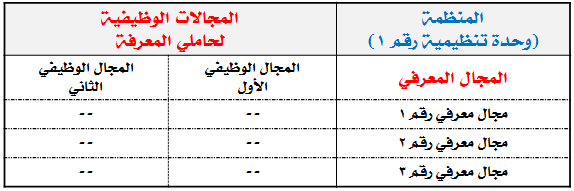 المنظمة
(وحدة تنظيمية رقم ١)
المجالات الوظيفية
لحاملي المعرفة
المجال المعرفي
المجال الوظيفي
الأول
المجال الوظيفي
الثاني
مجال معرفي رقم ١
--
--
مجال معرفي رقم ٢
--
--
مجال معرفي رقم ٣
--
--